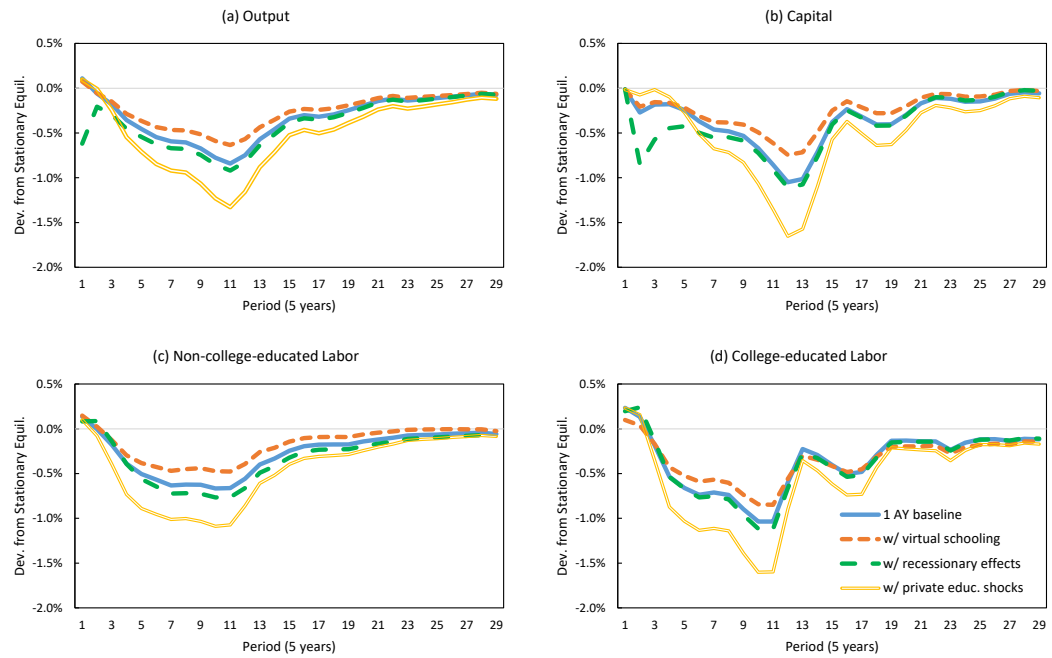 (a) Output
Dev. from Stationary Equil.
0.5%
0.0%
-0.5%
-1.0%
-1.5%
-2.0%
1 3 5 7 9 11 13 15 17 19 21 23 25 27 29
Period (5 years)
(b) Capital
Dev. from Stationary Equil.
0.5%
0.0%
-0.5%
-1.0%
-1.5%
-2.0%
1 3 5 7 9 11 13 15 17 19 21 23 25 27 29
Period (5 years)
(c) Non-college-educated Labor
Dev. from Stationary Equil.
0.5%
0.0%
-0.5%
-1.0%
-1.5%
-2.0%
1 3 5 7 9 11 13 15 17 19 21 23 25 27 29
Period (5 years)
(d) College-educated Labor
Dev. from Stationary Equil.
0.5%
0.0%
-0.5%
-1.0%
-1.5%
-2.0%
1 AY baseline
w/ virtual schooling
w/ recessionary effects
w/ private educ. shocks
1 3 5 7 9 11 13 15 17 19 21 23 25 27 29
Period (5 years)